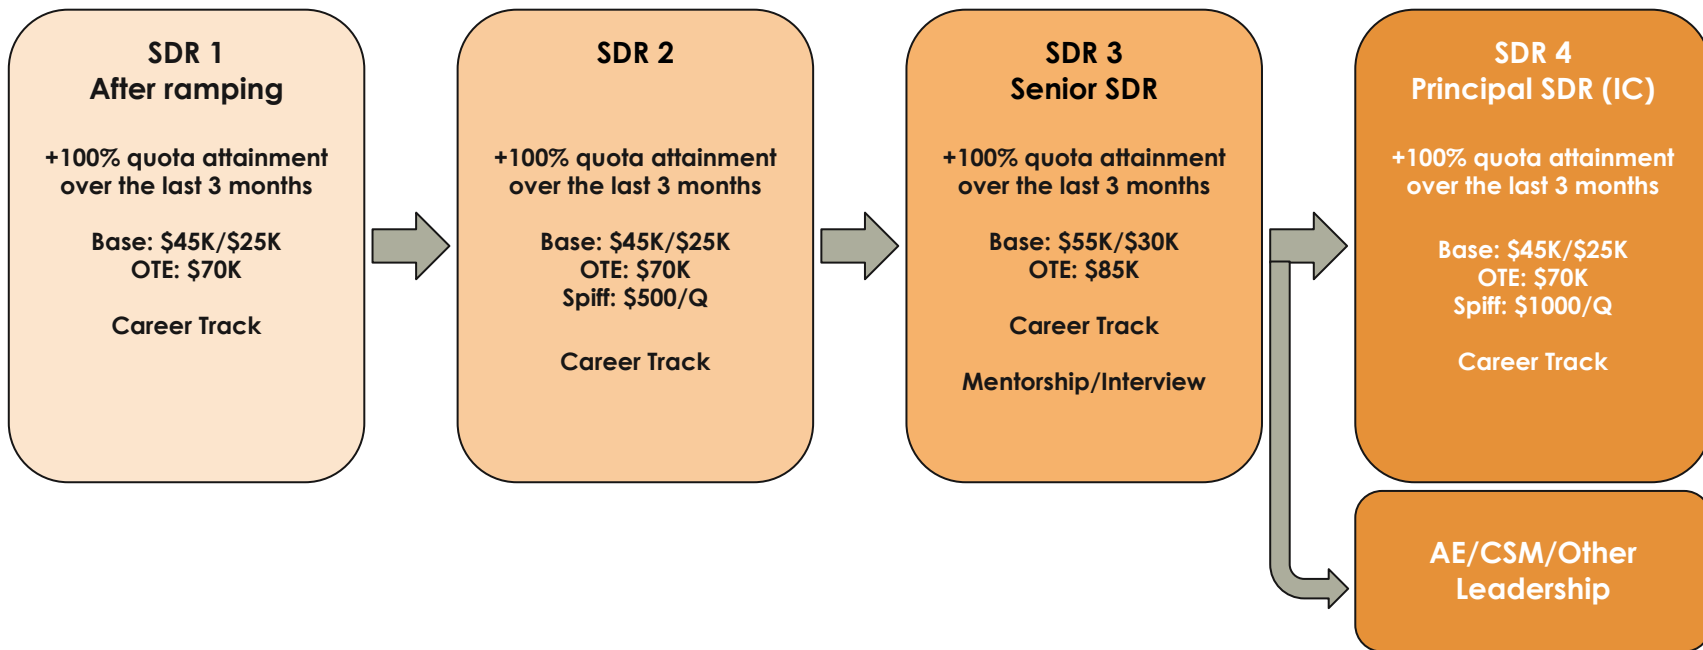 SDR 1
After ramping
+100% quota attainment
over the last 3 months
Base: $45K/$25K
OTE: $70K
Career Track
SDR 2
+100% quota attainment
over the last 3 months
Base: $45K/$25K
OTE: $70K
Spiff: $500/Q
Career Track
SDR 3
Senior SDR
+100% quota attainment
over the last 3 months
Base: $55K/$30K
OTE: $85K
Career Track
Mentorship/Interview
SDR 4
Principal SDR (IC)
+100% quota attainment
over the last 3 months
Base: $45K/$25K
OTE: $70K
Spiff: $1000/Q
Career Track
AE/CSM/Other
Leadership